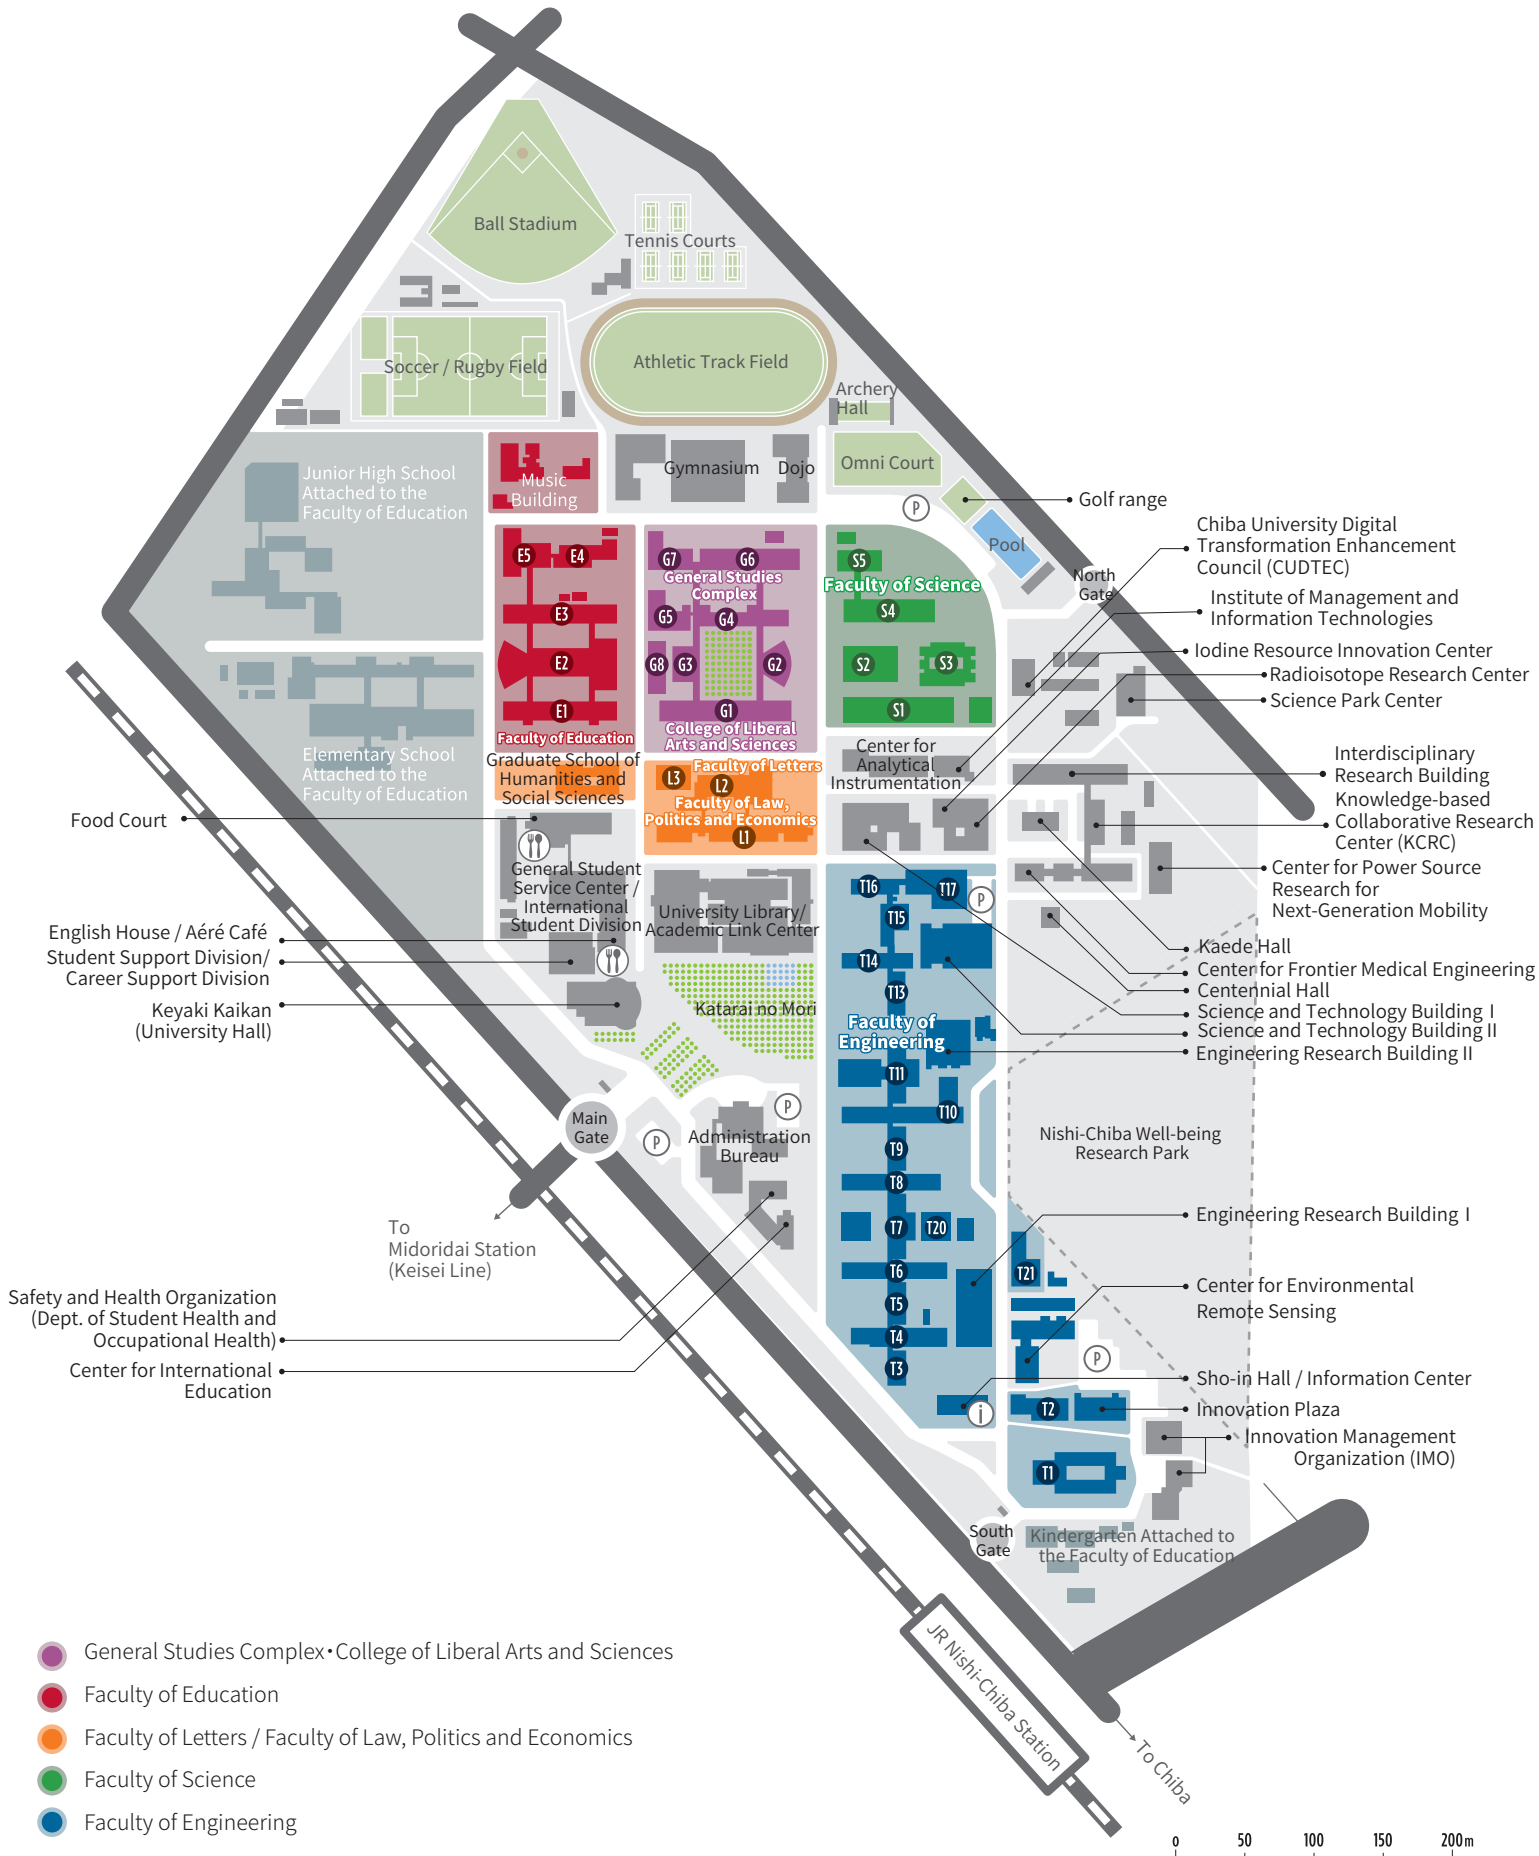 Ball Stadium
Tennis Courts
Soccer / Rugby Field
Athletic Track Field
Archery
Hall
Junior High School
Attached to the
Faculty of Education
Music
Building
Gymnasium
Dojo
Omni Court
P
Golf range
Pool
North
Gate
Chiba University Digital
Transformation Enhancement
Council (CUDTEC)
Institute of Management and
Information Technologies
Iodine Resource Innovation Center
Radioisotope Research Center
Science Park Center
E5
E4
E3
E2
E1
Faculty of Education
G7
G6
General Studies
Complex
G5
G4
G8
G3
G2
G1
College of Liberal
Arts and Sciences
S5
Faculty of Science
S4
S2
S3
S1
Elementary School
Attached to the
Faculty of Education
Graduate School of
Humanities and
Social Sciences
L3
Faculty of Letters
L2
Faculty of Law,
Politics and Economics
L1
Center for
Analytical
Instrumentation
Interdisciplinary
Research Building
Knowledge-based
Collaborative Research
Center (KCRC)
Center for Power Source
Research for
Next-Generation Mobility
Kaede Hall
Center for Frontier Medical Engineering
Centennial Hall
Science and Technology Building I
Science and Technology Building II
Engineering Research Building II
Food Court
General Student
Service Center /
International
Student Division
English House / Aéré Café
Student Support Division/
Career Support Division
Keyaki Kaikan
(University Hall)
University Library/
Academic Link Center
Katarai no Mori
T16
T17
P
T15
T14
T13
Faculty of
Engineering
T11
T10
T9
T8
T7
T20
T6
T5
T4
T3
T21
Main
Gate
P
P
Administration
Bureau
Nishi-Chiba Well-being
Research Park
To
Midoridai Station
(Keisei Line)
Safety and Health Organization
(Dept. of Student Health and
Occupational Health)
Center for International
Education
Engineering Research Building I
Center for Environmental
Remote Sensing
P
Sho-in Hall / Information Center
i
T2
Innovation Plaza
Innovation Management
Organization (IMO)
T1
South
Gate
Kindergarten Attached to
the Faculty of Education
JR Nishi-Chiba Station
To Chiba
General Studies Complex・College of Liberal Arts and Sciences
Faculty of Education
Faculty of Letters / Faculty of Law, Politics and Economics
Faculty of Science
Faculty of Engineering
0 50 100 150 200m